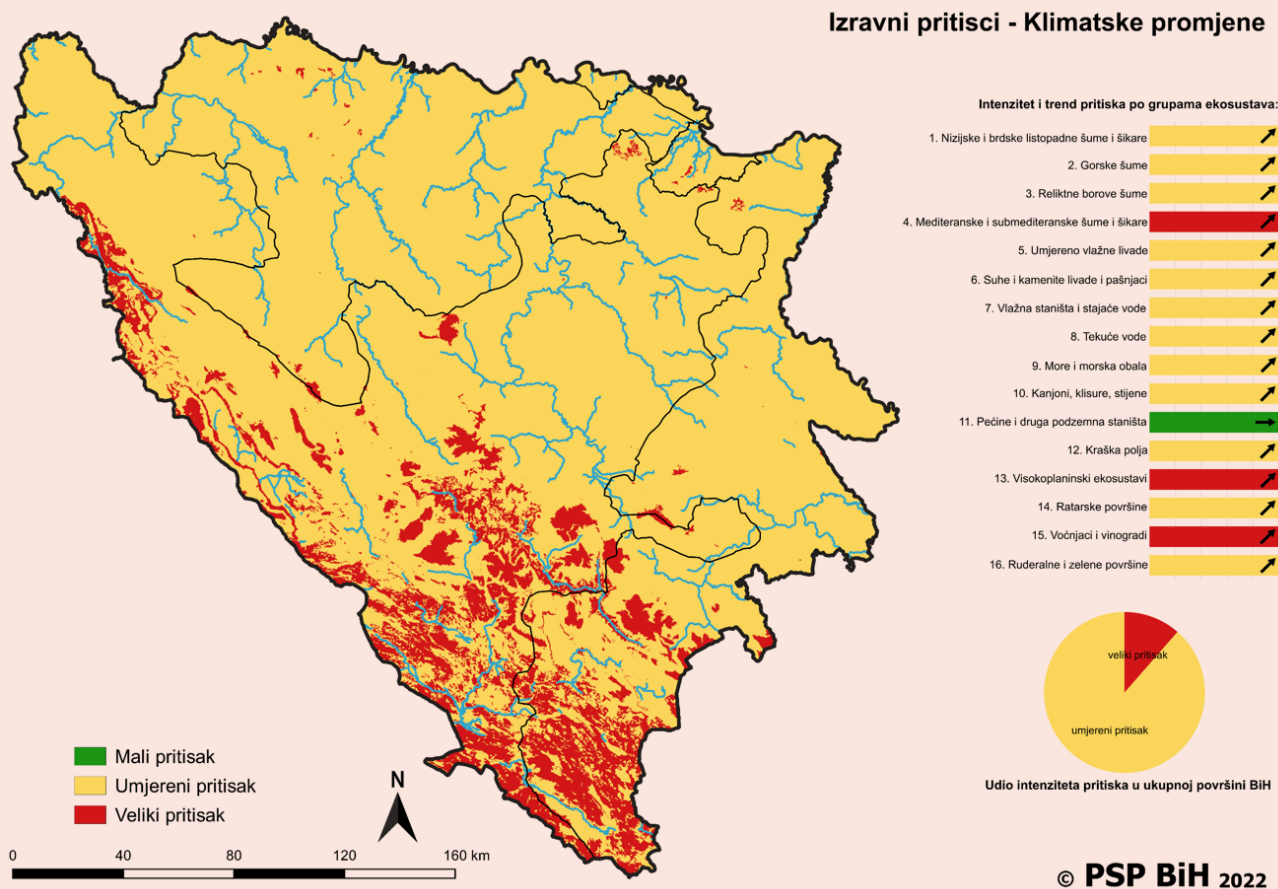 Izravni pritisci - Klimatske promjene
Intenzitet i trend pritiska po grupama ekosustava:
1. Nizijske i brdske listopadne šume i šikare
2. Gorske šume
3. Reliktne borove šume
4. Mediteranske i submediteranske šume i šikare
5. Umjereno vlažne livade
6. Suhe i kamenite livade i pašnjaci
7. Vlažna staništa i stajaće vode
8. Tekuće vode
9. More i morska obala
10. Kanjoni, klisure, stijene
11. Pećine i druga podzemna staništa
12. Kraška polja
13. Visokoplaninski ekosustavi
14. Ratarske površine
15. Voćnjaci i vinogradi
16. Ruderalne i zelene površine
veliki pritisak
umjereni pritisak
Udio intenziteta pritiska u ukupnoj površini BiH
Mali pritisak
Umjereni pritisak
Veliki pritisak
N
0 40 80 120 160 km
© PSP BiH 2022